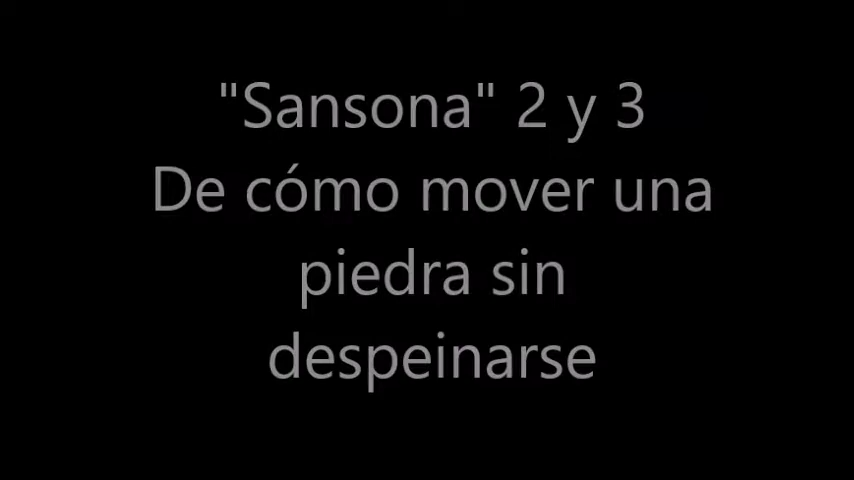 "Sansona" 2 y 3
De cómo mover una
piedra sin
despeinarse